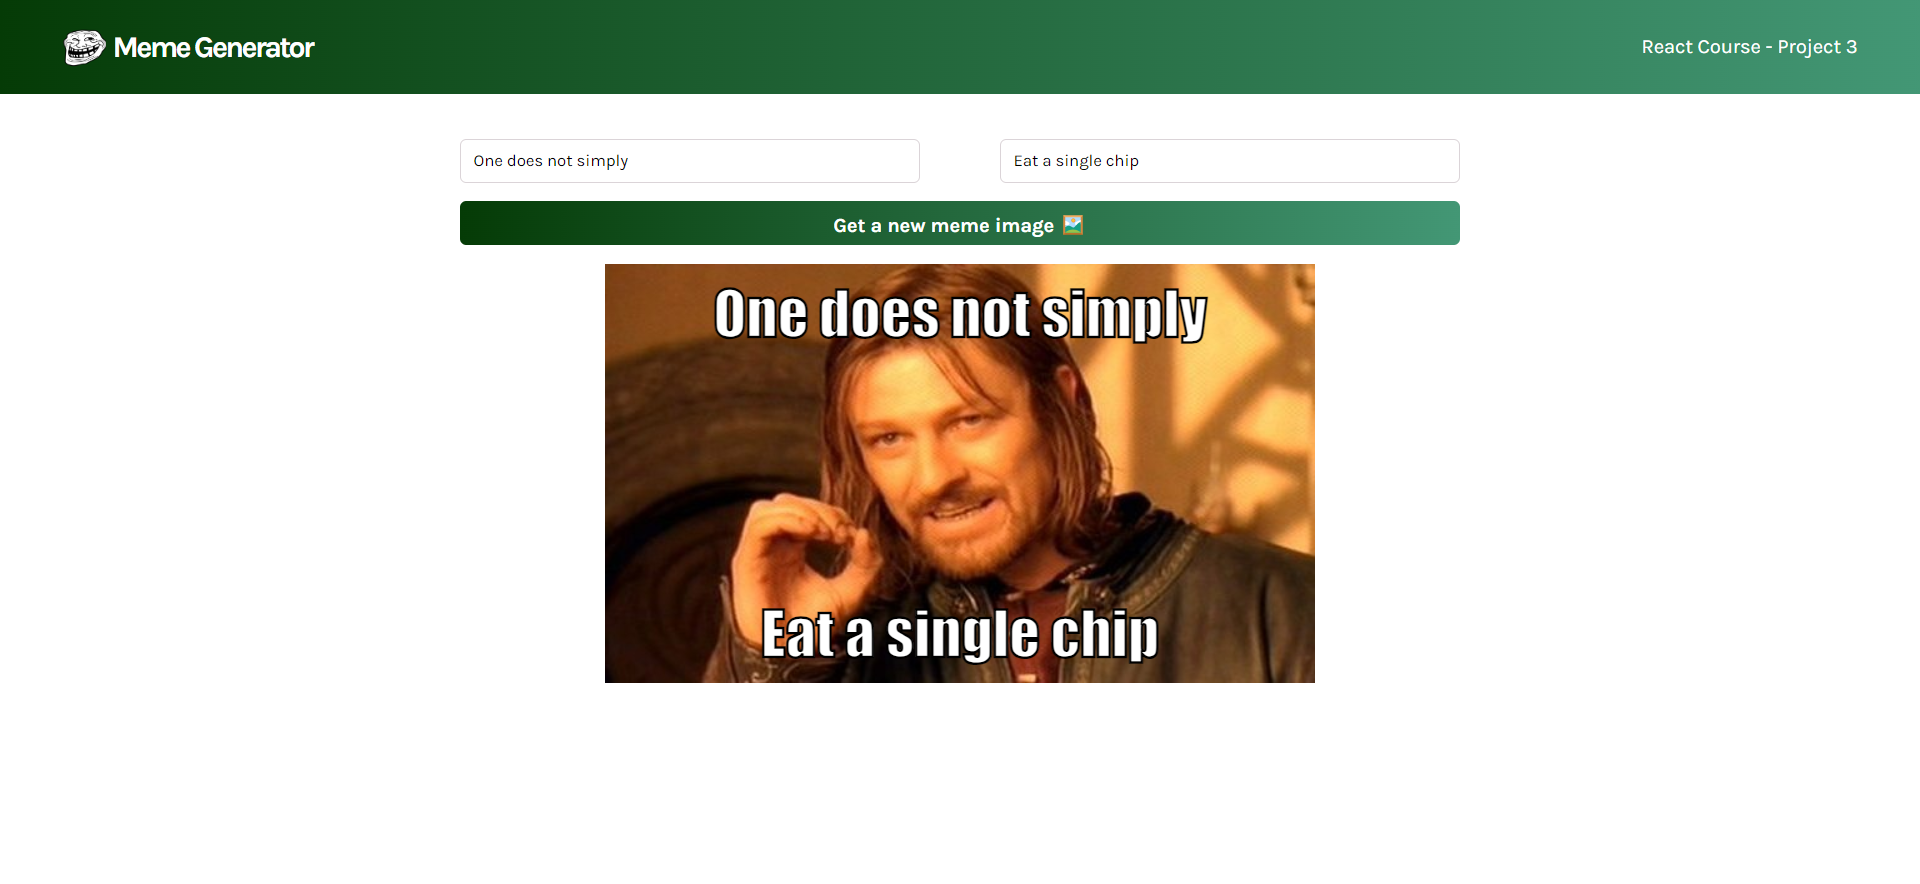 Meme Generator
React Course - Project 3
One does not simply
Eat a single chip
Get a new meme image 🖼️
One does not simply
Eat a single chip